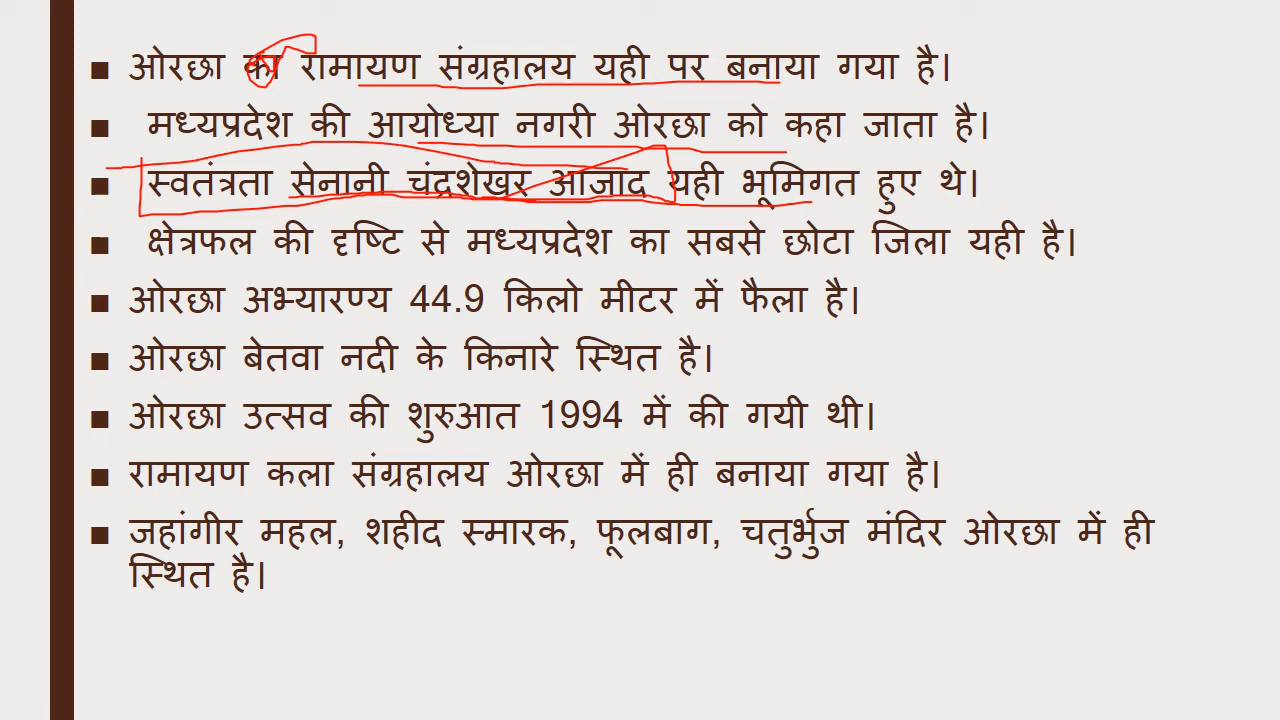 ■ ओरछा का रामायण संग्रहालय यही पर बनाया गया है।
■ मध्यप्रदेश की आयोध्या नगरी ओरछा को कहा जाता है।
■ स्वतंत्रता सेनानी चंद्रशेखर आजाद यही भूमिगत हुए थे।
■ क्षेत्रफल की दृष्टि से मध्यप्रदेश का सबसे छोटा जिला यही है।
■ ओरछा अभ्यारण्य 44.9 किलो मीटर में फैला है।
■ ओरछा बेतवा नदी के किनारे स्थित है।
■ ओरछा उत्सव की शुरुआत 1994 में की गयी थी।
■ रामायण कला संग्रहालय ओरछा में ही बनाया गया है।
■ जहांगीर महल, शहीद स्मारक, फूलबाग, चतुर्भुज मंदिर ओरछा में ही
स्थित है।